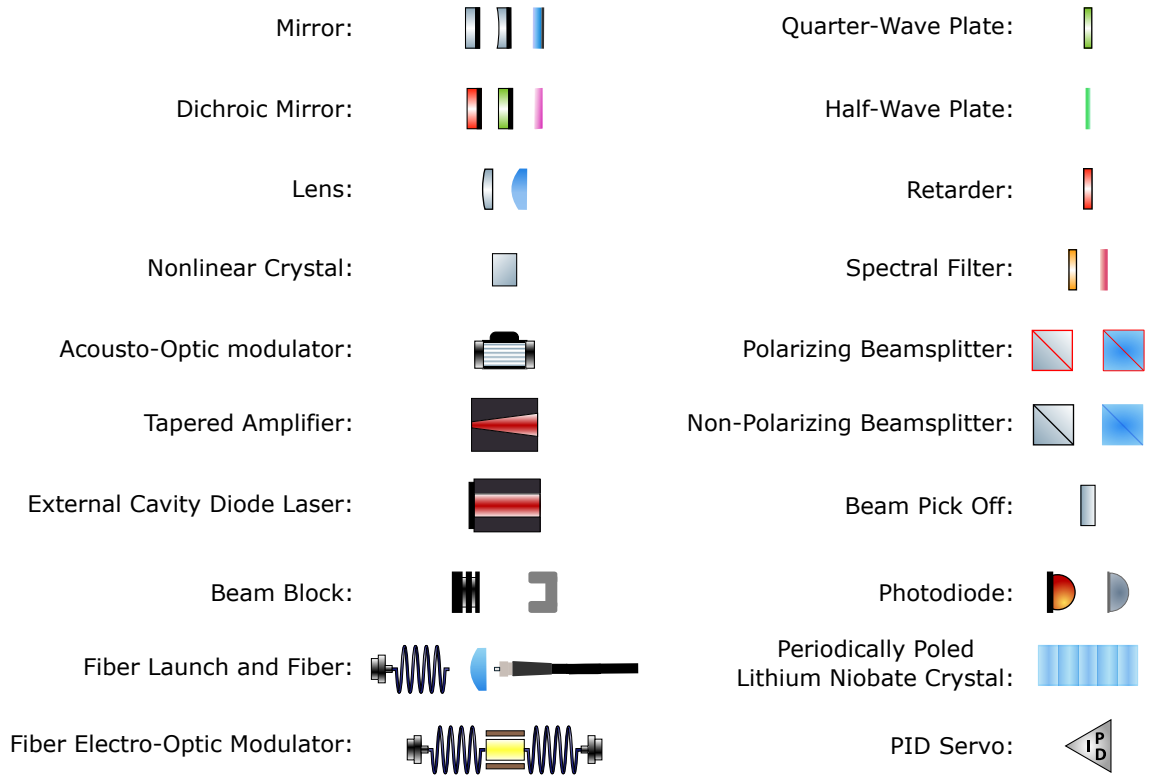 Mirror:
Quarter-Wave Plate:
Dichroic Mirror:
Half-Wave Plate:
Lens:
Retarder:
Nonlinear Crystal:
Spectral Filter:
Acousto-Optic modulator:
Polarizing Beamsplitter:
Tapered Amplifier:
Non-Polarizing Beamsplitter:
External Cavity Diode Laser:
Beam Pick Off:
Beam Block:
Photodiode:
Fiber Launch and Fiber:
Periodically Poled
Lithium Niobate Crystal:
Fiber Electro-Optic Modulator:
PID Servo:
P
I
D